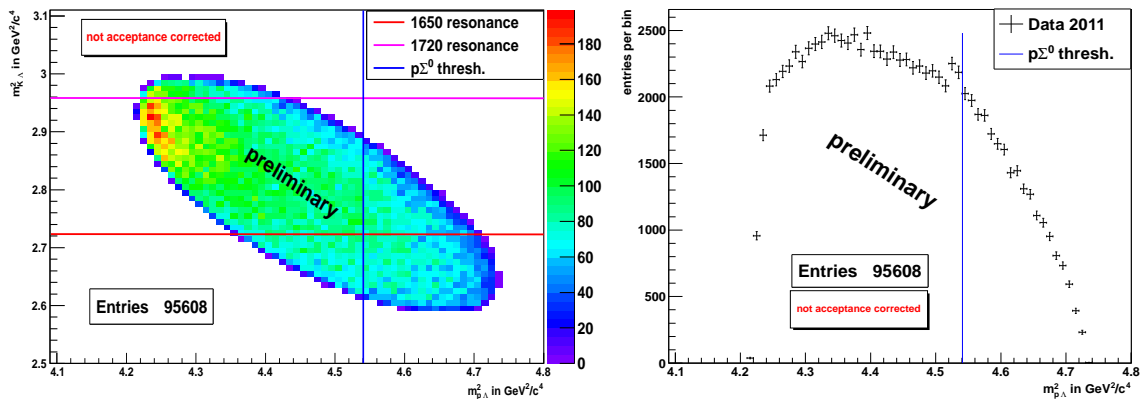 m²_KΛ in GeV²/c⁴
3.1
3
2.9
2.8
2.7
2.6
2.5
not acceptance corrected
1650 resonance
1720 resonance
pΣ⁰ thresh.
preliminary
Entries 95608
4.1 4.2 4.3 4.4 4.5 4.6 4.7 4.8
m²_pΛ in GeV²/c⁴
180
160
140
120
100
80
60
40
20
0
entries per bin
2500
2000
1500
1000
500
0
Data 2011
pΣ⁰ thresh.
preliminary
Entries 95608
not acceptance corrected
4.1 4.2 4.3 4.4 4.5 4.6 4.7 4.8
m²_pΛ in GeV²/c⁴